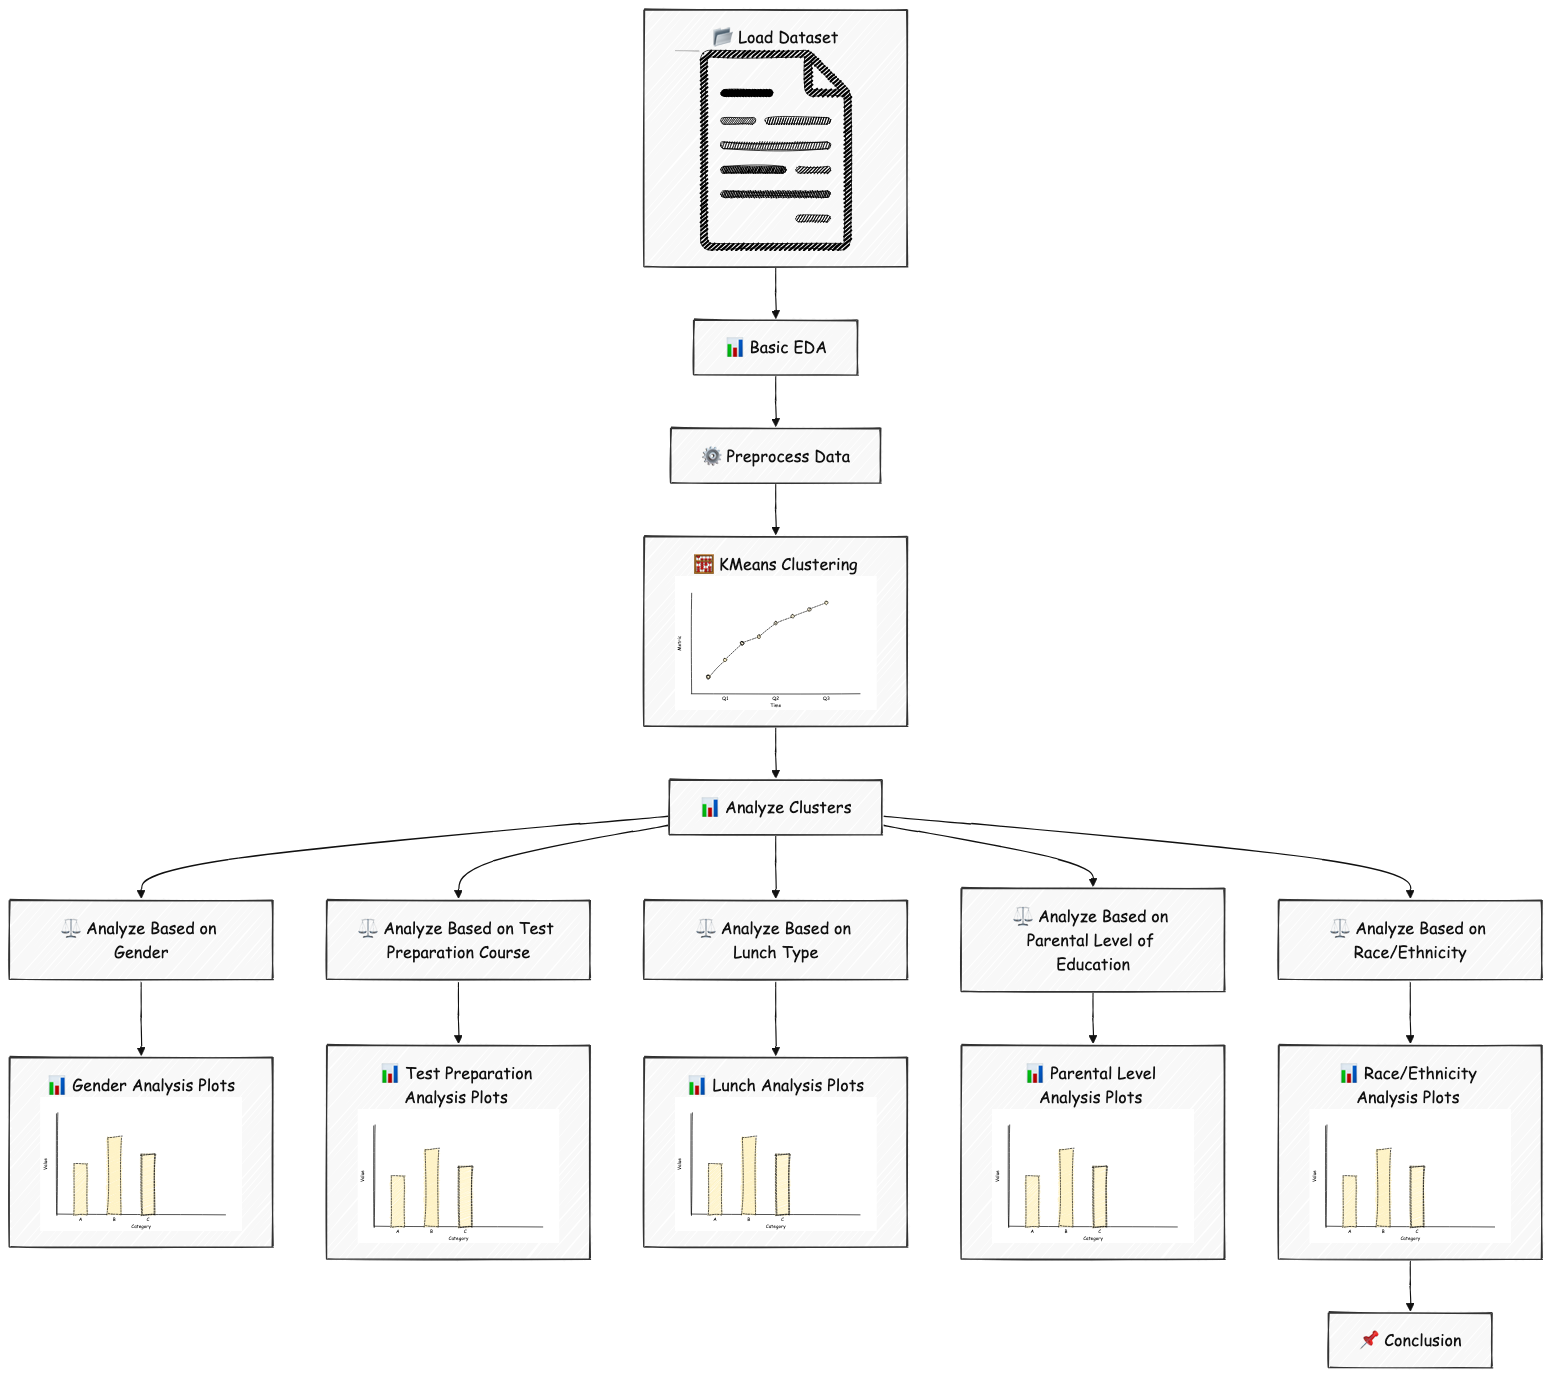 📂 Load Dataset
📊 Basic EDA
⚙️ Preprocess Data
🧮 KMeans Clustering
Metric
Q1 Q2 Q3
Time
📊 Analyze Clusters
⚖️ Analyze Based on
Gender
⚖️ Analyze Based on Test
Preparation Course
⚖️ Analyze Based on
Lunch Type
⚖️ Analyze Based on
Parental Level of
Education
⚖️ Analyze Based on
Race/Ethnicity
📊 Gender Analysis Plots
Value
A B C
Category
📊 Test Preparation
Analysis Plots
Value
A B C
Category
📊 Lunch Analysis Plots
Value
A B C
Category
📊 Parental Level
Analysis Plots
Value
A B C
Category
📊 Race/Ethnicity
Analysis Plots
Value
A B C
Category
📌 Conclusion